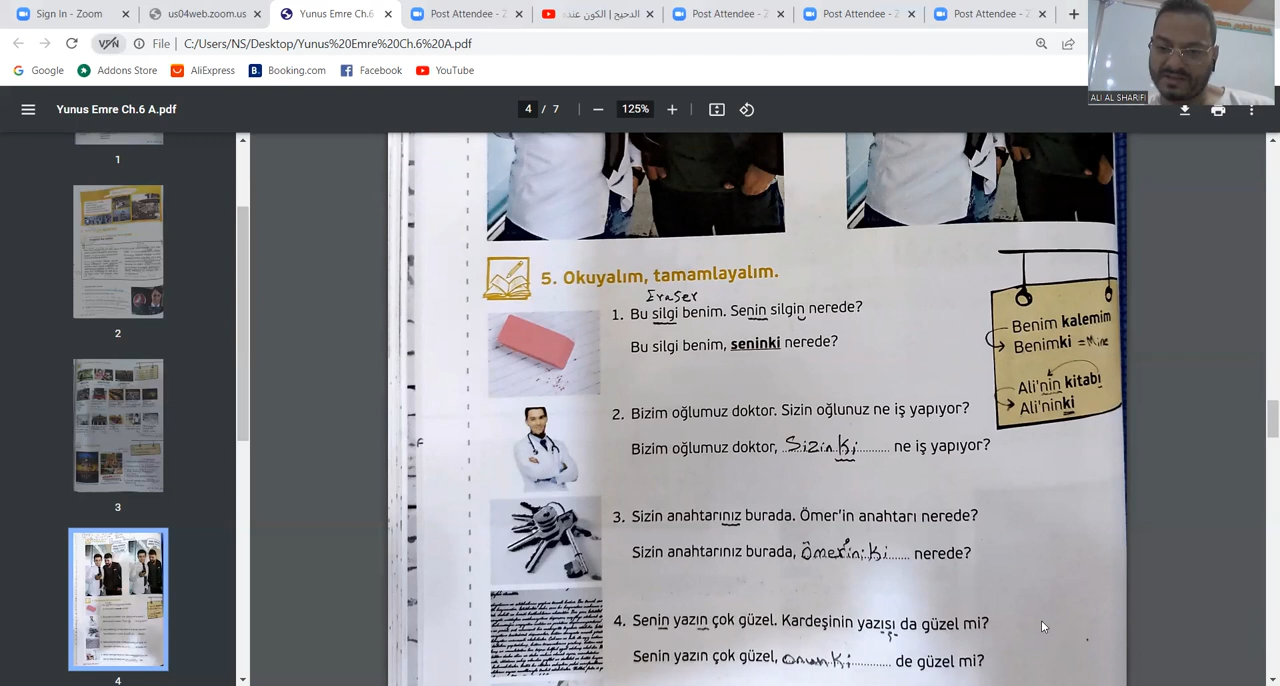 Sign In - Zoom
us04web.zoom.us
Yunus Emre Ch.6
Post Attendee - Z
الدحيح | الكون عنده
Post Attendee - Z
Post Attendee - Z
Post Attendee - Z
VPN
File
C:/Users/NS/Desktop/Yunus%20Emre%20Ch.6%20A.pdf
Google
Addons Store
AliExpress
B. Booking.com
Facebook
YouTube
ALI AL SHARIFI
Yunus Emre Ch.6 A.pdf
4 / 7
125%
1
2
3
4
5. Okuyalım, tamamlayalım.
Eraser
1. Bu silgi benim. Senin silgin nerede?
Bu silgi benim, seninki nerede?
2. Bizim oğlumuz doktor. Sizin oğlunuz ne iş yapıyor?
Bizim oğlumuz doktor, Sizinki ne iş yapıyor?
3. Sizin anahtarınız burada. Ömer'in anahtarı nerede?
Sizin anahtarınız burada, Ömer'inki nerede?
4. Senin yazın çok güzel. Kardeşinin yazısı da güzel mi?
Senin yazın çok güzel, onunki de güzel mi?
Benim kalemim
Benimki = Mine
Ali'nin kitabı
Ali'ninki